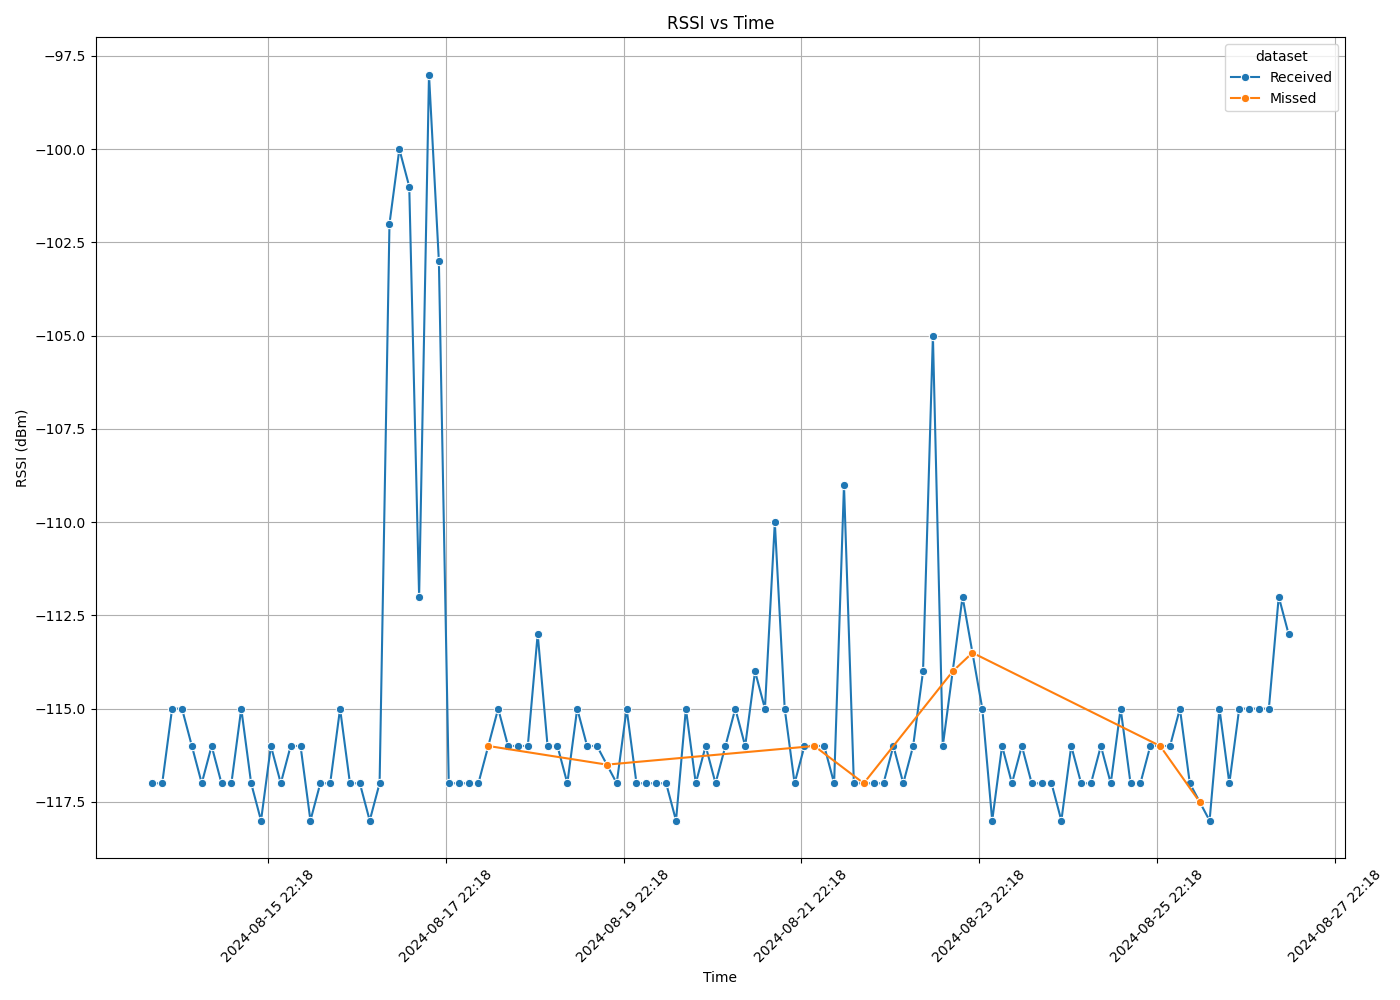 RSSI vs Time
dataset
Received
Missed
RSSI (dBm)
−97.5
−100.0
−102.5
−105.0
−107.5
−110.0
−112.5
−115.0
−117.5
2024-08-15 22:18
2024-08-17 22:18
2024-08-19 22:18
2024-08-21 22:18
2024-08-23 22:18
2024-08-25 22:18
2024-08-27 22:18
Time